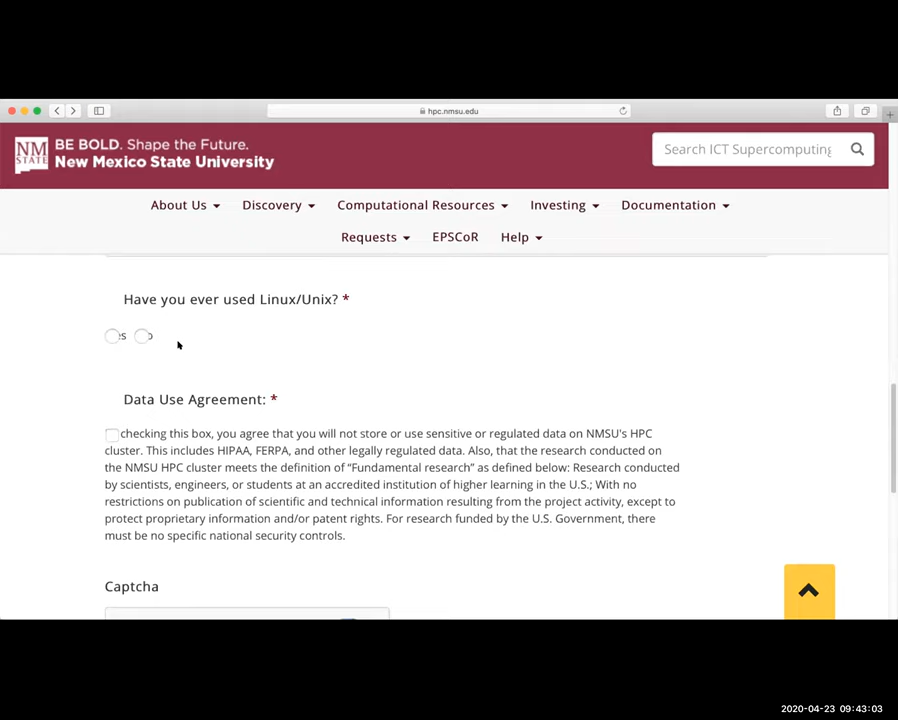 hpc.nmsu.edu
NM
STATE
BE BOLD. Shape the Future.
New Mexico State University
Search ICT Supercomputing
About Us Discovery Computational Resources Investing Documentation
Requests EPSCoR Help
Have you ever used Linux/Unix? *
es o
Data Use Agreement: *
checking this box, you agree that you will not store or use sensitive or regulated data on NMSU's HPC
cluster. This includes HIPAA, FERPA, and other legally regulated data. Also, that the research conducted on
the NMSU HPC cluster meets the definition of "Fundamental research" as defined below: Research conducted
by scientists, engineers, or students at an accredited institution of higher learning in the U.S.; With no
restrictions on publication of scientific and technical information resulting from the project activity, except to
protect proprietary information and/or patent rights. For research funded by the U.S. Government, there
must be no specific national security controls.
Captcha
2020-04-23 09:43:03